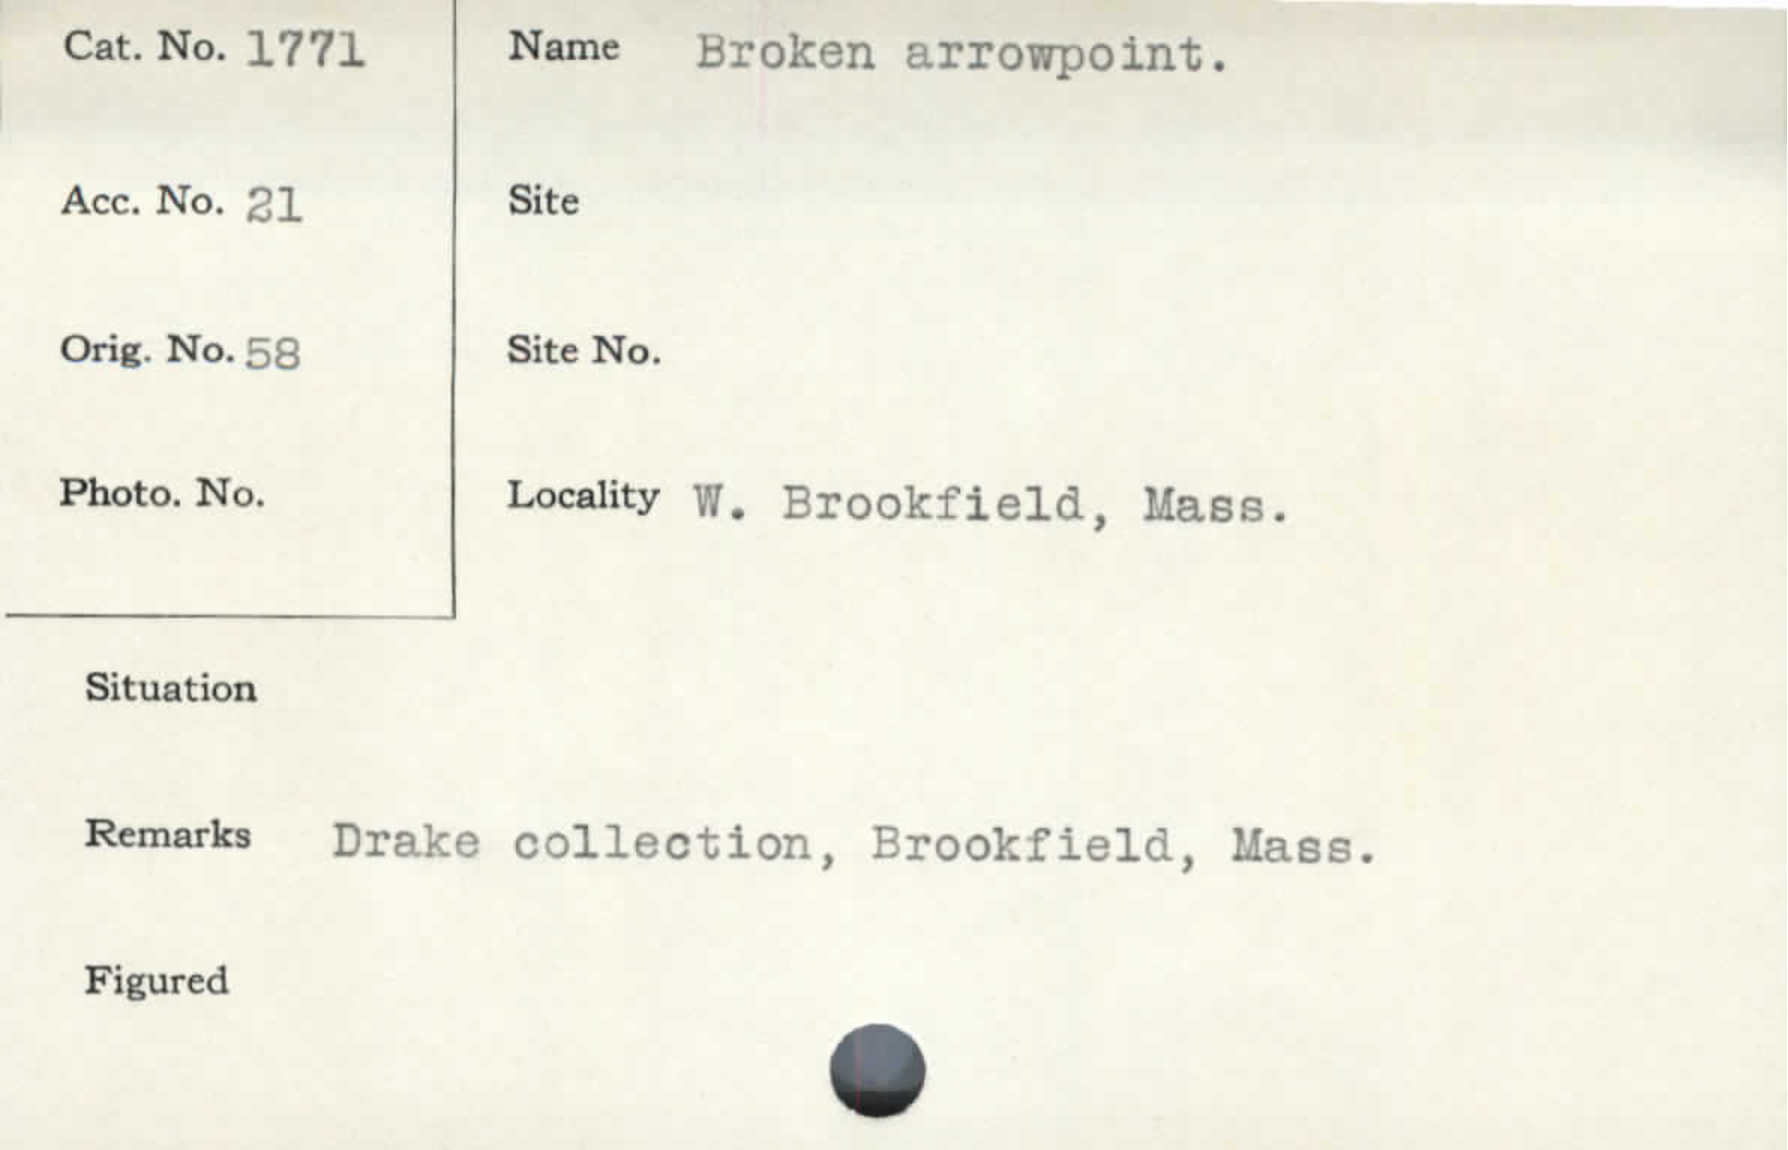 Cat. No. 1771
Name Broken arrowpoint.
Acc. No. 21
Site
Orig. No. 58
Site No.
Photo. No.
Locality W. Brookfield, Mass.
Situation
Remarks Drake collection, Brookfield, Mass.
Figured